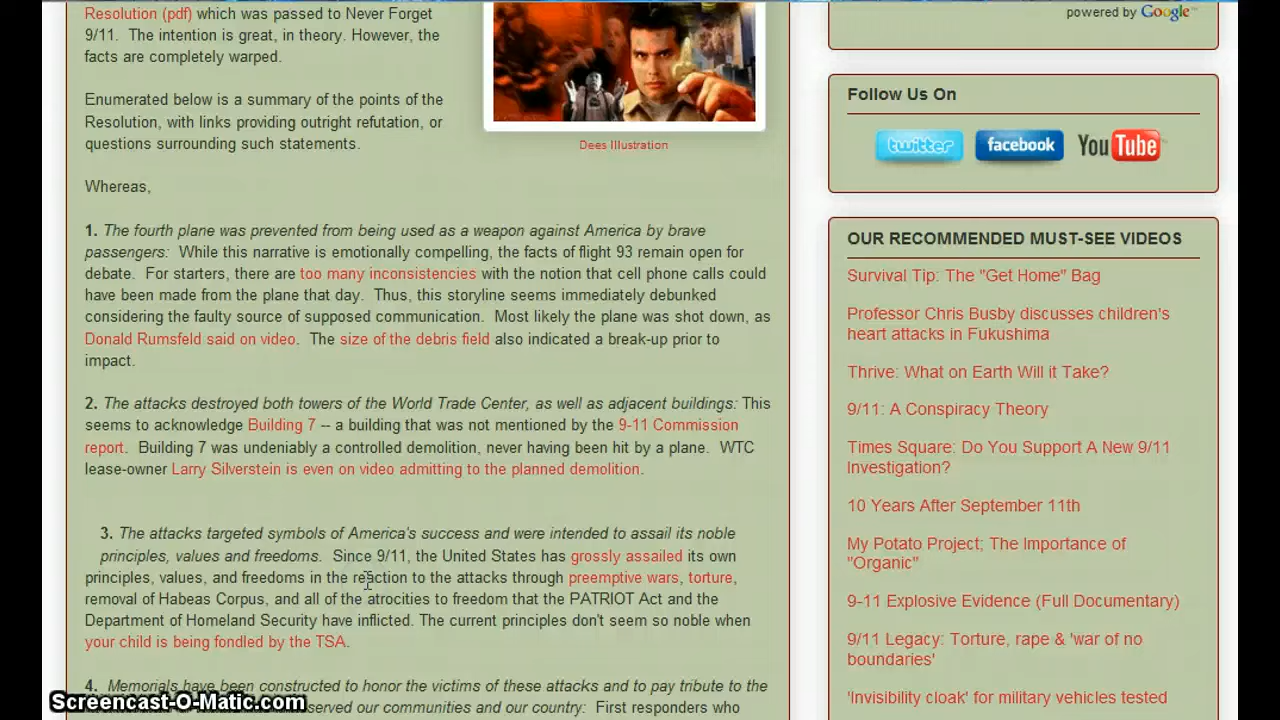 Resolution (pdf) which was passed to Never Forget
9/11. The intention is great, in theory. However, the
facts are completely warped.
Enumerated below is a summary of the points of the
Resolution, with links providing outright refutation, or
questions surrounding such statements.
Dees Illustration
Whereas,
1. The fourth plane was prevented from being used as a weapon against America by brave
passengers: While this narrative is emotionally compelling, the facts of flight 93 remain open for
debate. For starters, there are too many inconsistencies with the notion that cell phone calls could
have been made from the plane that day. Thus, this storyline seems immediately debunked
considering the faulty source of supposed communication. Most likely the plane was shot down, as
Donald Rumsfeld said on video. The size of the debris field also indicated a break-up prior to
impact.
2. The attacks destroyed both towers of the World Trade Center, as well as adjacent buildings: This
seems to acknowledge Building 7 -- a building that was not mentioned by the 9-11 Commission
report. Building 7 was undeniably a controlled demolition, never having been hit by a plane. WTC
lease-owner Larry Silverstein is even on video admitting to the planned demolition.
3. The attacks targeted symbols of America's success and were intended to assail its noble
principles, values and freedoms. Since 9/11, the United States has grossly assailed its own
principles, values, and freedoms in the reaction to the attacks through preemptive wars, torture,
removal of Habeas Corpus, and all of the atrocities to freedom that the PATRIOT Act and the
Department of Homeland Security have inflicted. The current principles don't seem so noble when
your child is being fondled by the TSA.
4. Memorials have been constructed to honor the victims of these attacks and to pay tribute to the
served our communities and our country: First responders who
powered by Google™
Follow Us On
twitter
facebook
YouTube
OUR RECOMMENDED MUST-SEE VIDEOS
Survival Tip: The "Get Home" Bag
Professor Chris Busby discusses children's
heart attacks in Fukushima
Thrive: What on Earth Will it Take?
9/11: A Conspiracy Theory
Times Square: Do You Support A New 9/11
Investigation?
10 Years After September 11th
My Potato Project; The Importance of
"Organic"
9-11 Explosive Evidence (Full Documentary)
9/11 Legacy: Torture, rape & 'war of no
boundaries'
'Invisibility cloak' for military vehicles tested
Screencast-O-Matic.com